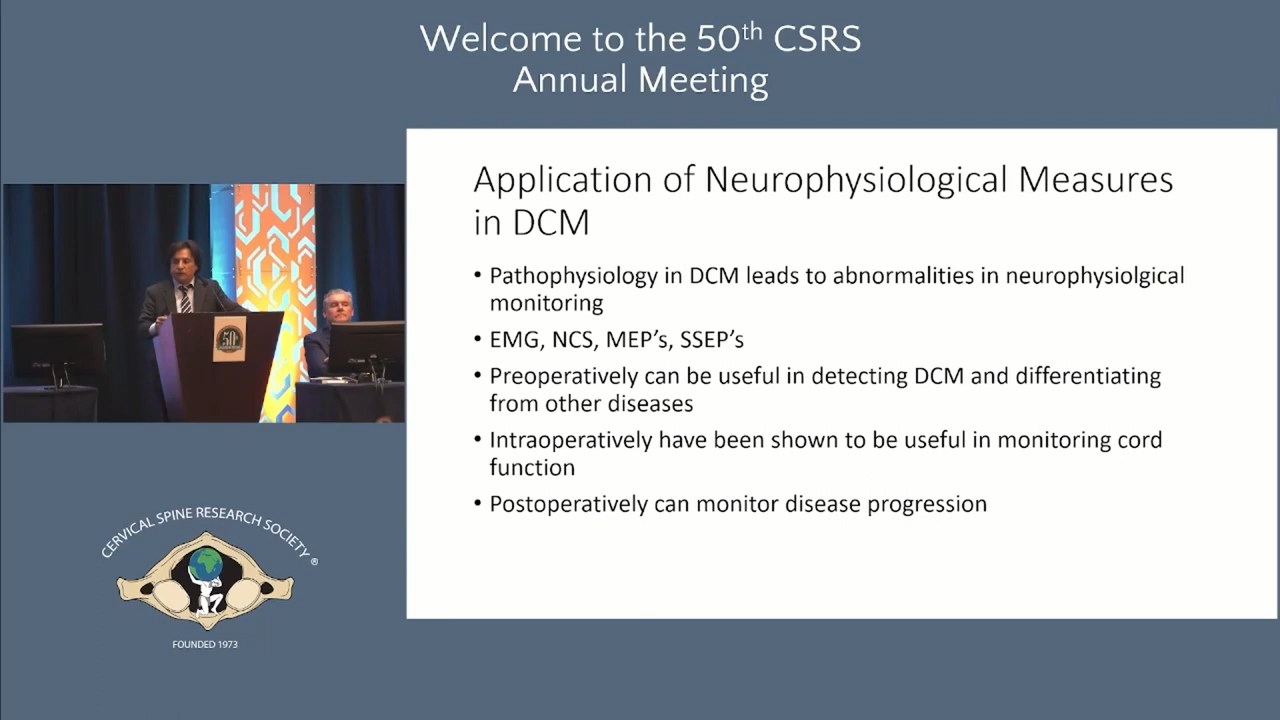 Welcome to the 50th CSRS
Annual Meeting
Application of Neurophysiological Measures
in DCM
• Pathophysiology in DCM leads to abnormalities in neurophysiolgical
monitoring
• EMG, NCS, MEP’s, SSEP’s
• Preoperatively can be useful in detecting DCM and differentiating
from other diseases
• Intraoperatively have been shown to be useful in monitoring cord
function
• Postoperatively can monitor disease progression
50
CERVICAL SPINE RESEARCH SOCIETY ®
FOUNDED 1973